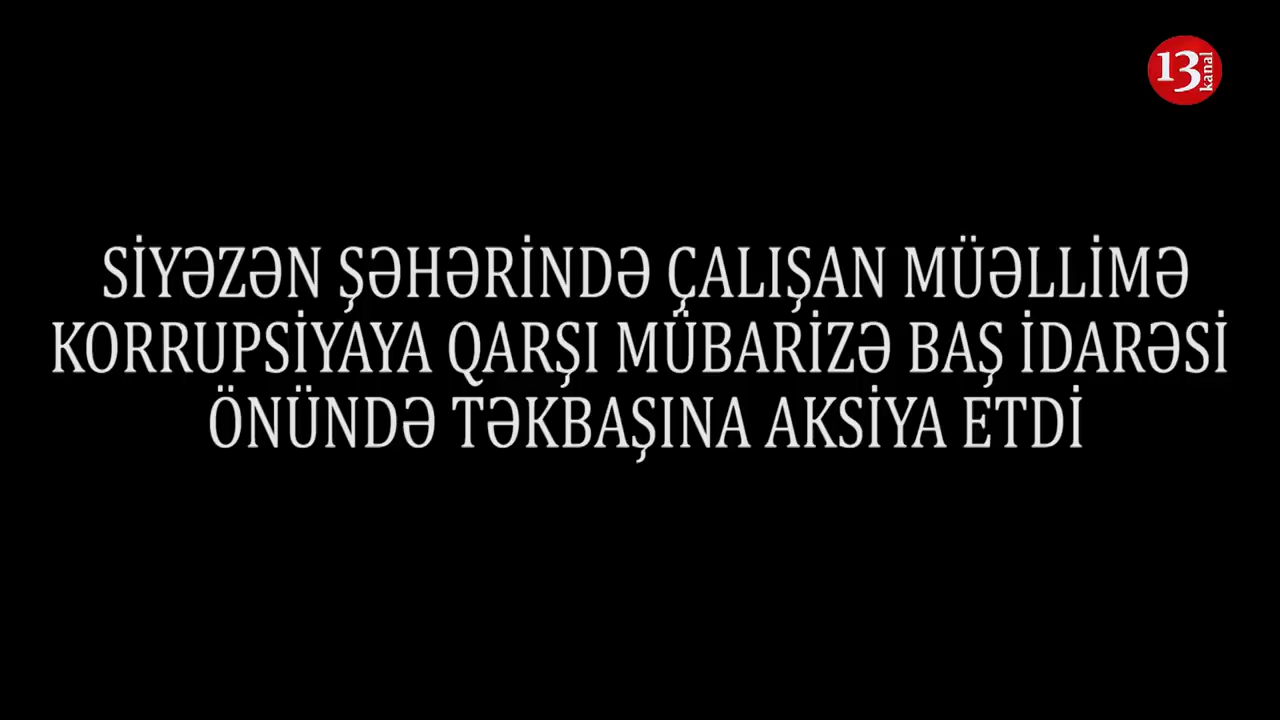 13 kanal
SİYƏZƏN ŞƏHƏRİNDƏ ÇALIŞAN MÜƏLLİMƏ
KORRUPSİYAYA QARŞI MÜBARİZƏ BAŞ İDARƏSİ
ÖNÜNDƏ TƏKBAŞINA AKSİYA ETDİ